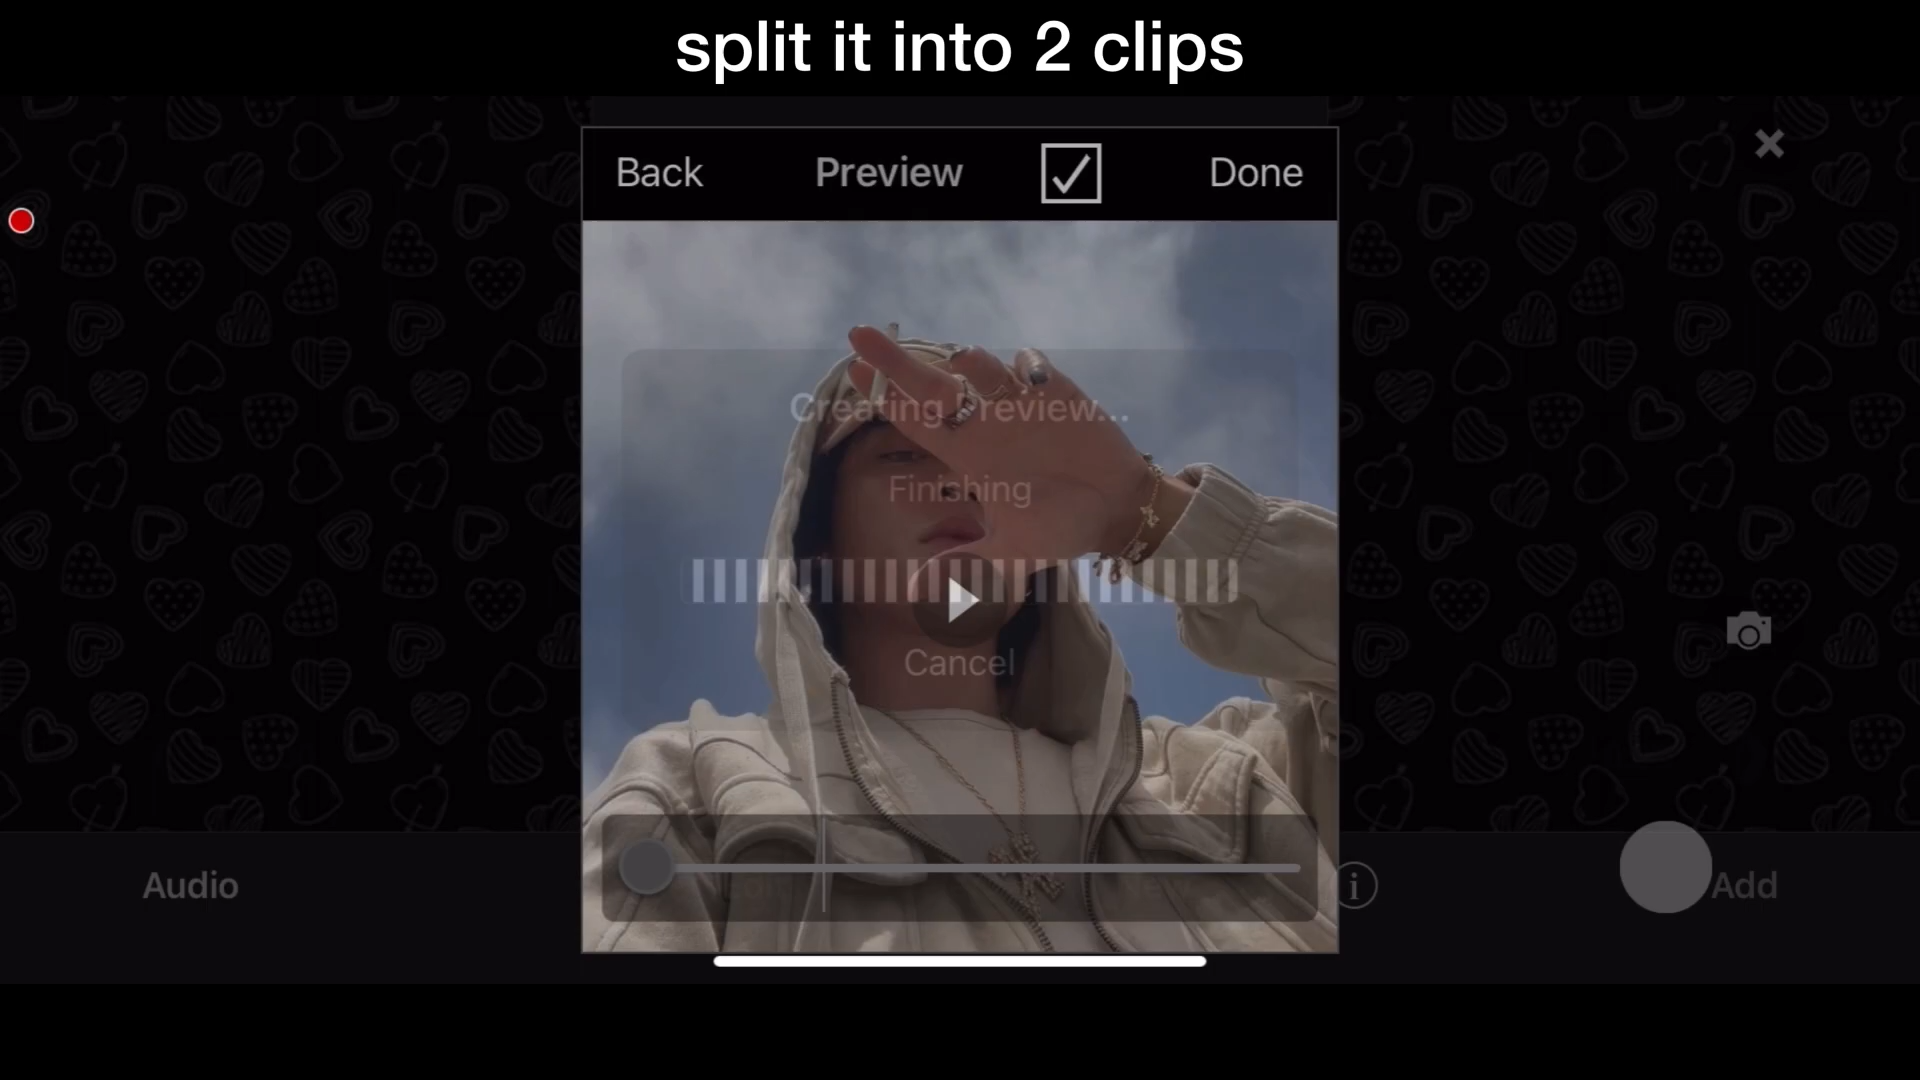 split it into 2 clips
Back Preview Done
Creating Preview...
Finishing
Cancel
Audio
Add